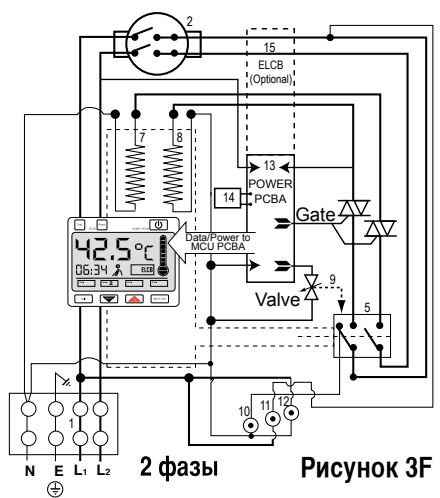 2
15
ELCB
(Optional)
7
8
13
POWER
PCBA
14
Gate
42.5°C
06:34
ELCB
Data/Power to
MCU PCBA
Valve
9
5
10
11
12
1
N
E
L1
L2
2 фазы
Рисунок 3F